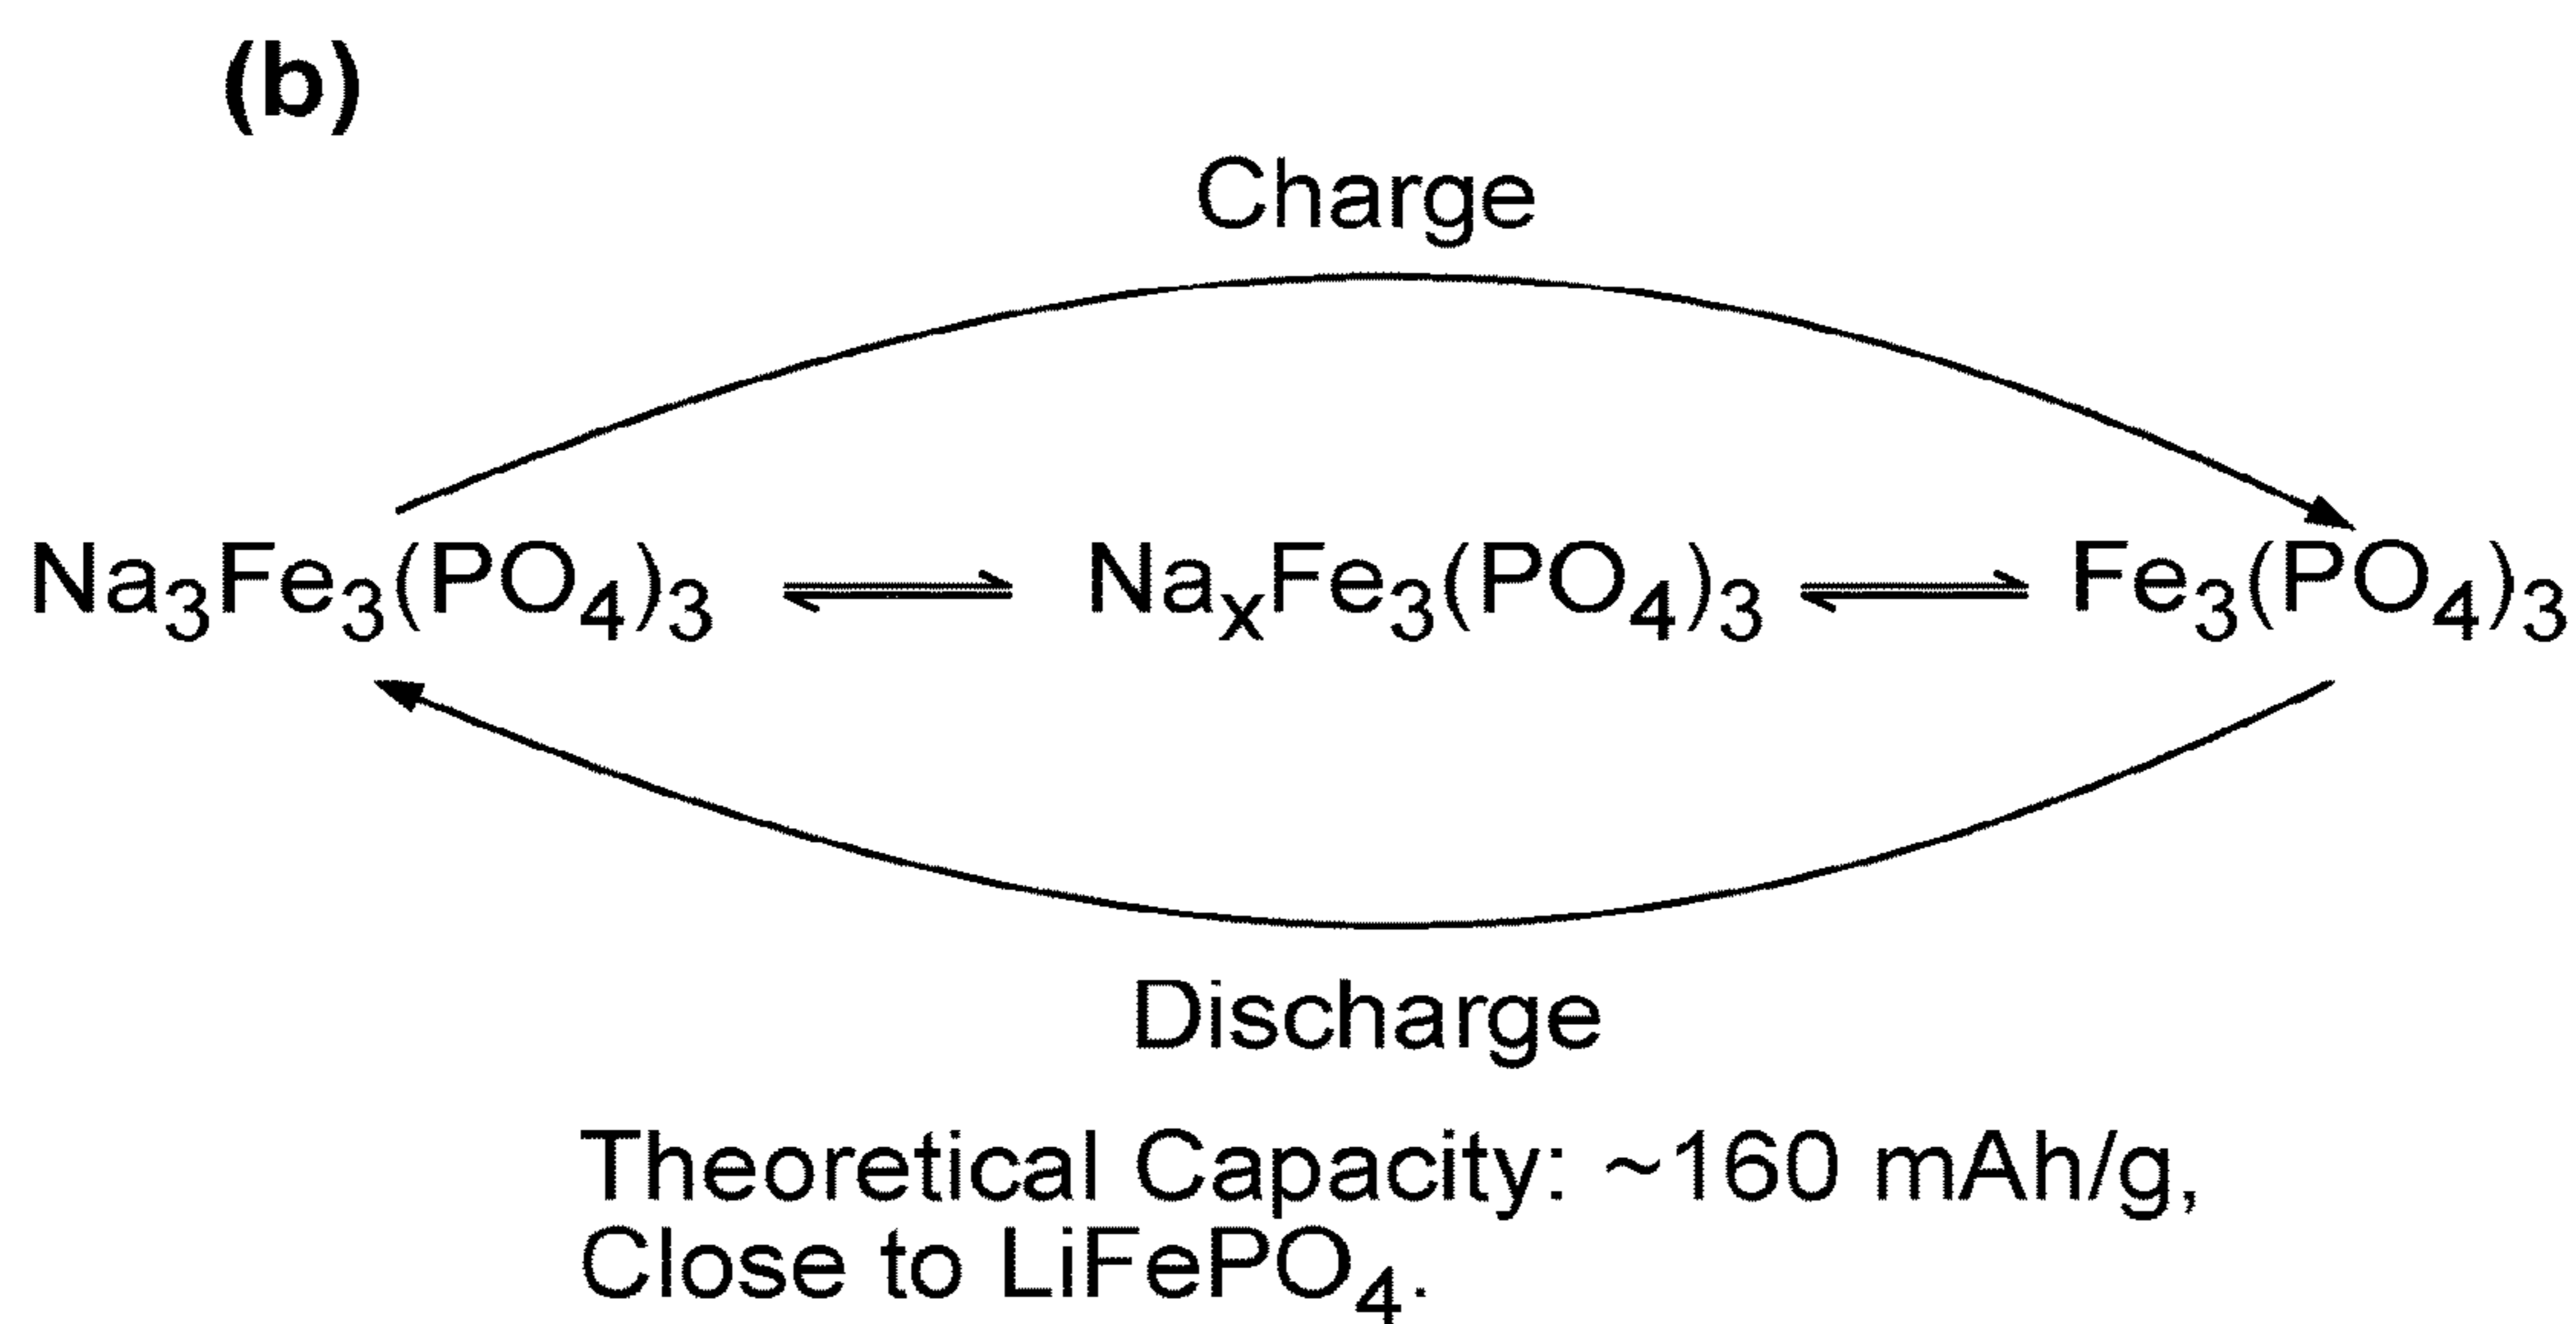 (b)
Charge
Na₃Fe₃(PO₄)₃ ⇌ NaₓFe₃(PO₄)₃ ⇌ Fe₃(PO₄)₃
Discharge
Theoretical Capacity: ~160 mAh/g,
Close to LiFePO₄.